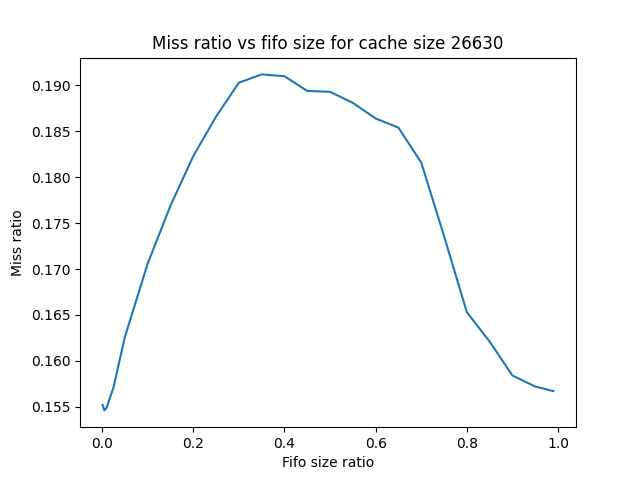 Miss ratio vs fifo size for cache size 26630
0.190
0.185
0.180
0.175
0.170
0.165
0.160
0.155
Miss ratio
0.0 0.2 0.4 0.6 0.8 1.0
Fifo size ratio